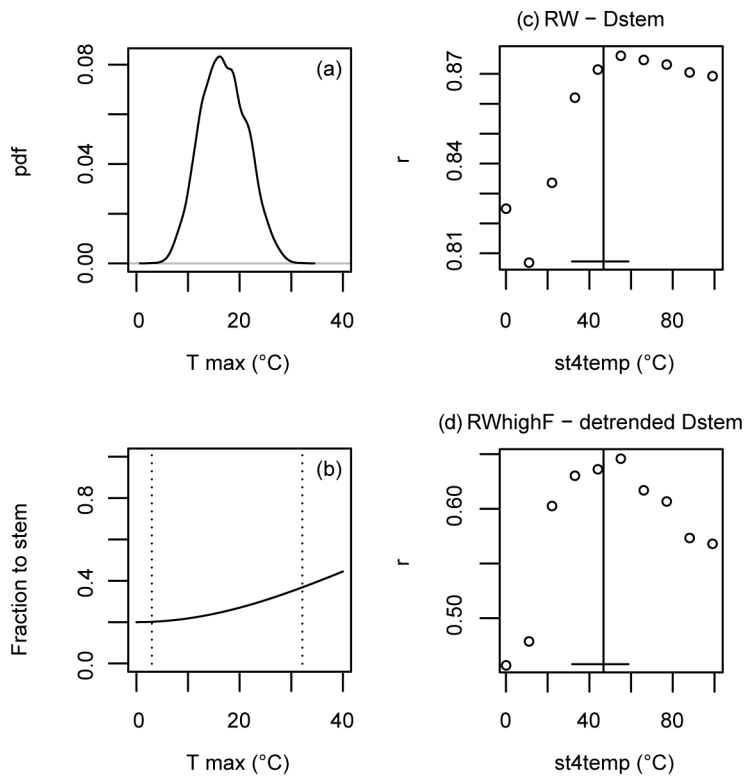 (a)
pdf
0.00
0.04
0.08
0
20
40
T max (°C)
(c) RW − Dstem
r
0.81
0.84
0.87
0
40
80
st4temp (°C)
(b)
Fraction to stem
0.0
0.4
0.8
0
20
40
T max (°C)
(d) RWhighF − detrended Dstem
r
0.50
0.60
0
40
80
st4temp (°C)